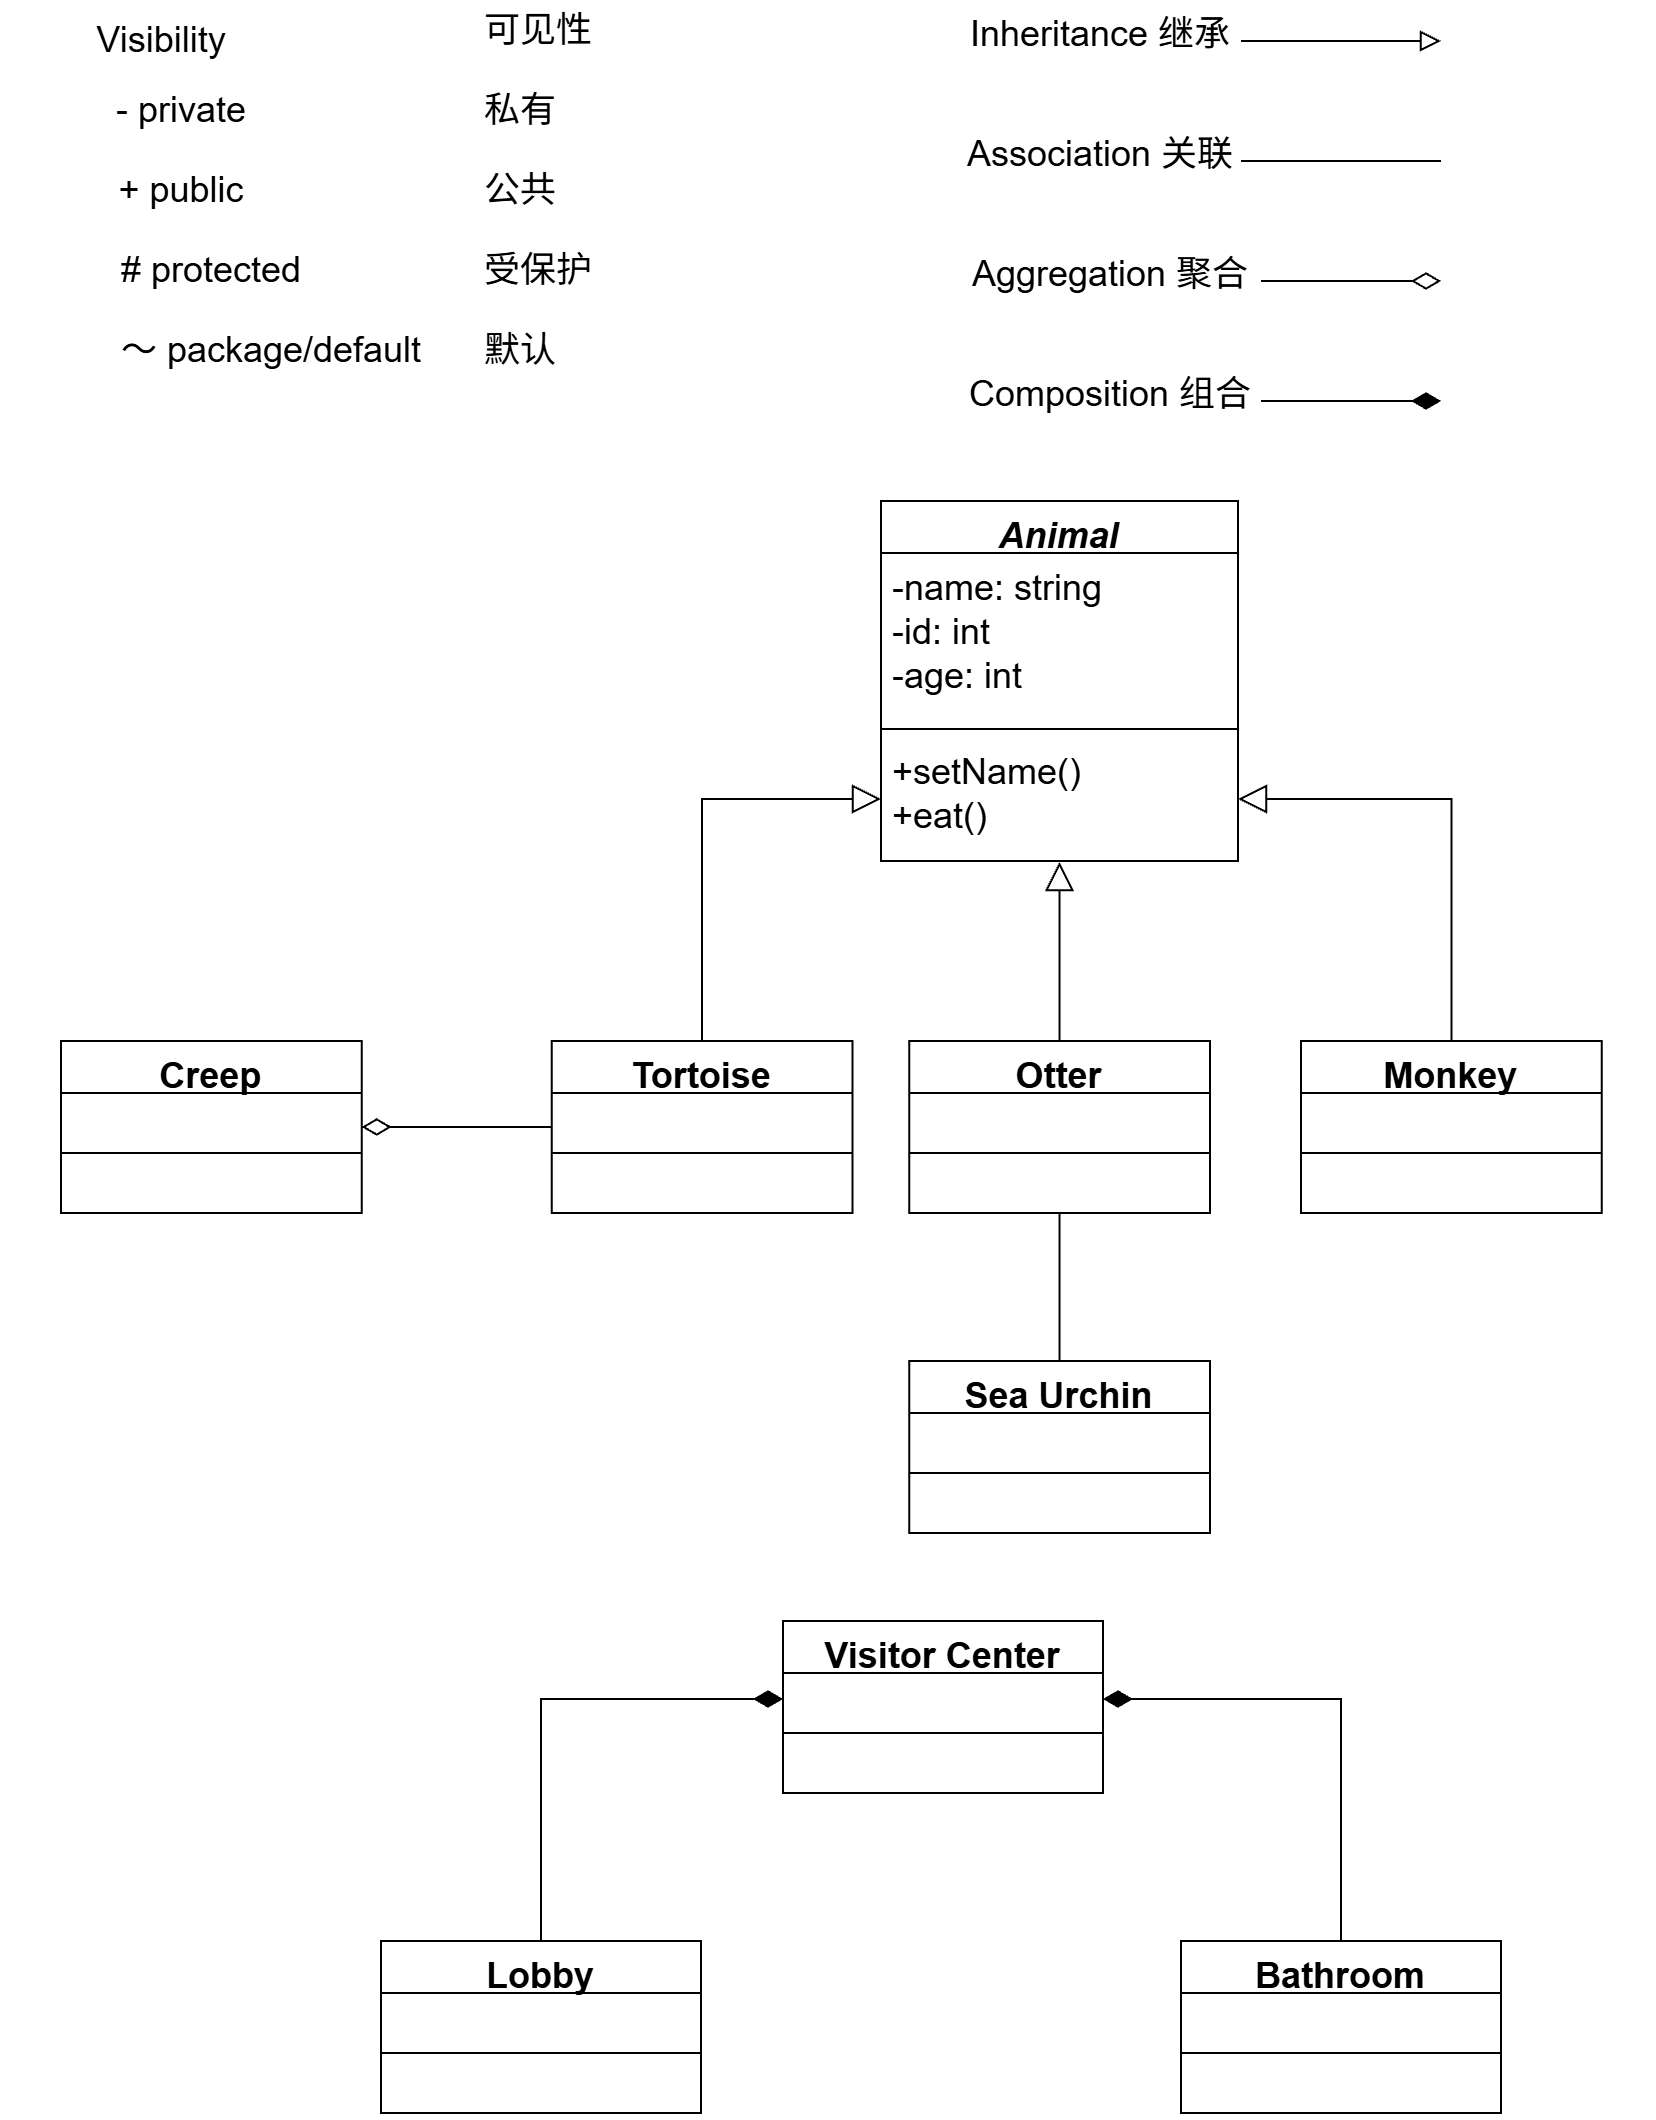 Visibility 可见性
- private 私有
+ public 公共
# protected 受保护
～ package/default 默认
Inheritance 继承
Association 关联
Aggregation 聚合
Composition 组合
Animal
-name: string
-id: int
-age: int
+setName()
+eat()
Creep
Tortoise
Otter
Monkey
Sea Urchin
Visitor Center
Lobby
Bathroom